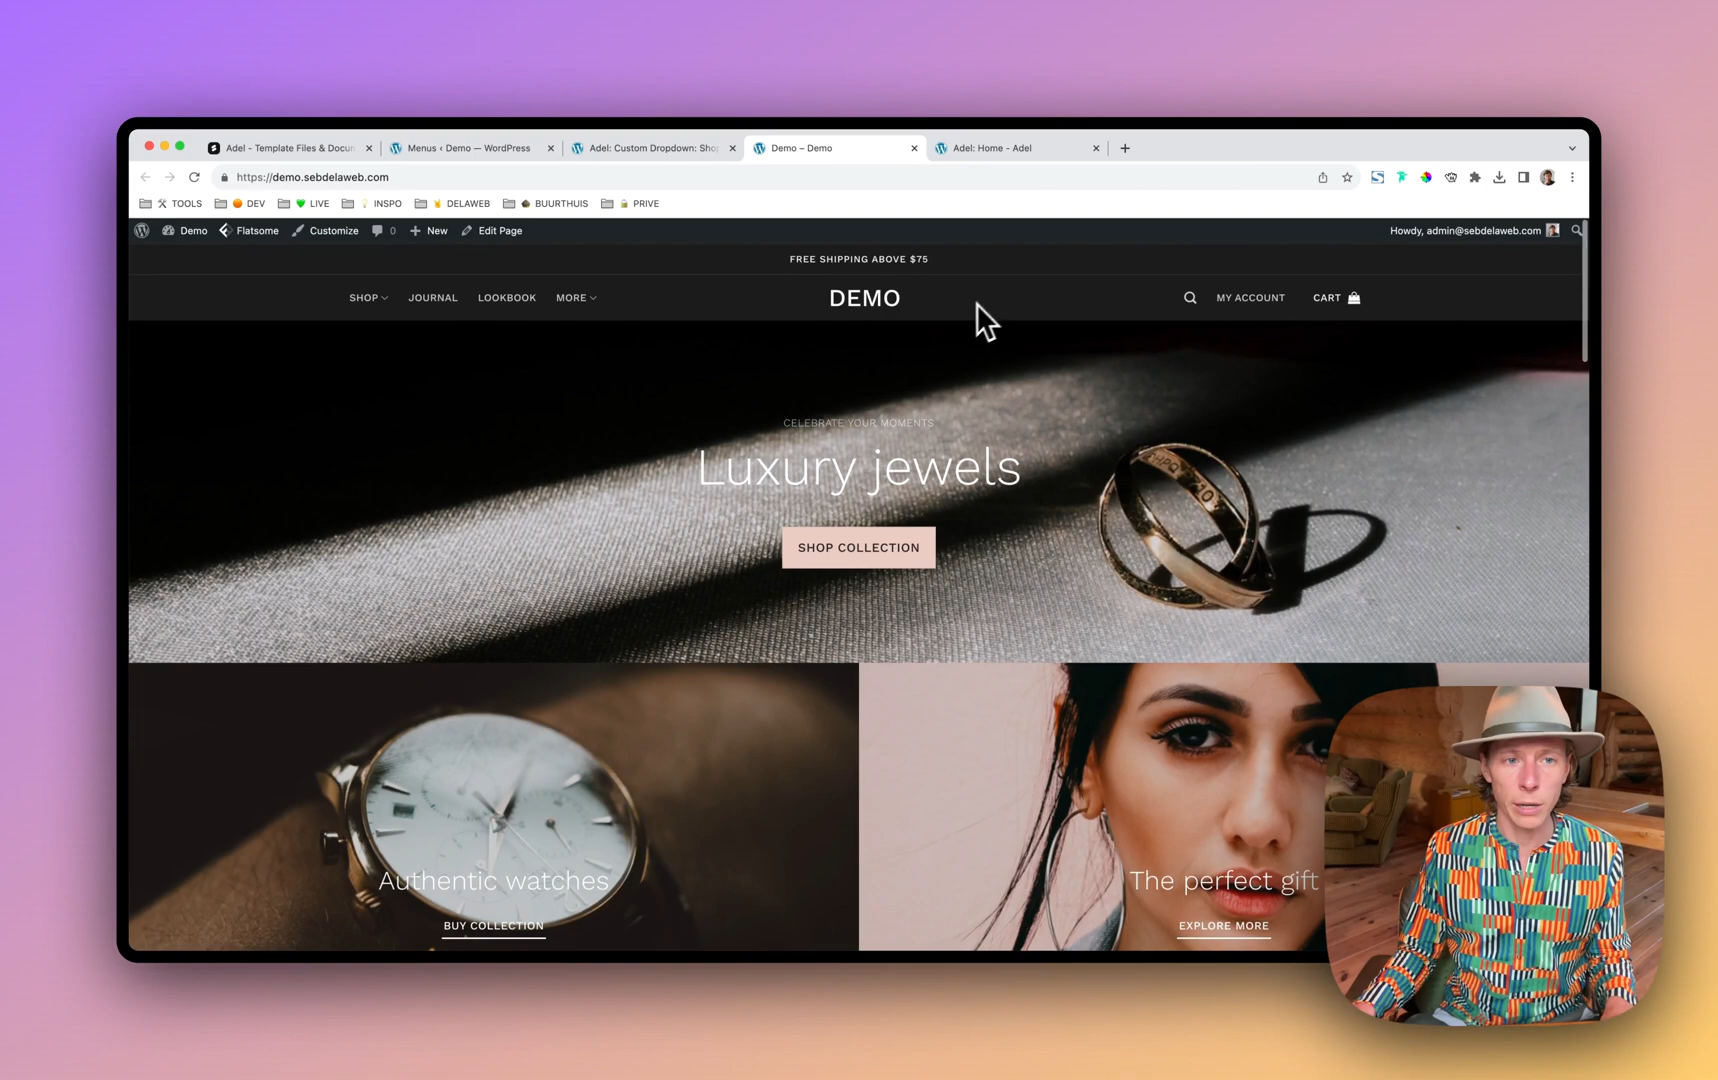 Adel - Template Files & Docun
Menus ‹ Demo — WordPress
Adel: Custom Dropdown: Sho
Demo – Demo
Adel: Home - Adel
https://demo.sebdelaweb.com
TOOLS
DEV
LIVE
INSPO
DELAWEB
BUURTHUIS
PRIVE
Demo
Flatsome
Customize
0
New
Edit Page
Howdy, admin@sebdelaweb.com
FREE SHIPPING ABOVE $75
SHOP
JOURNAL
LOOKBOOK
MORE
DEMO
MY ACCOUNT
CART
CELEBRATE YOUR MOMENTS
Luxury jewels
SHOP COLLECTION
Authentic watches
BUY COLLECTION
The perfect gift
EXPLORE MORE